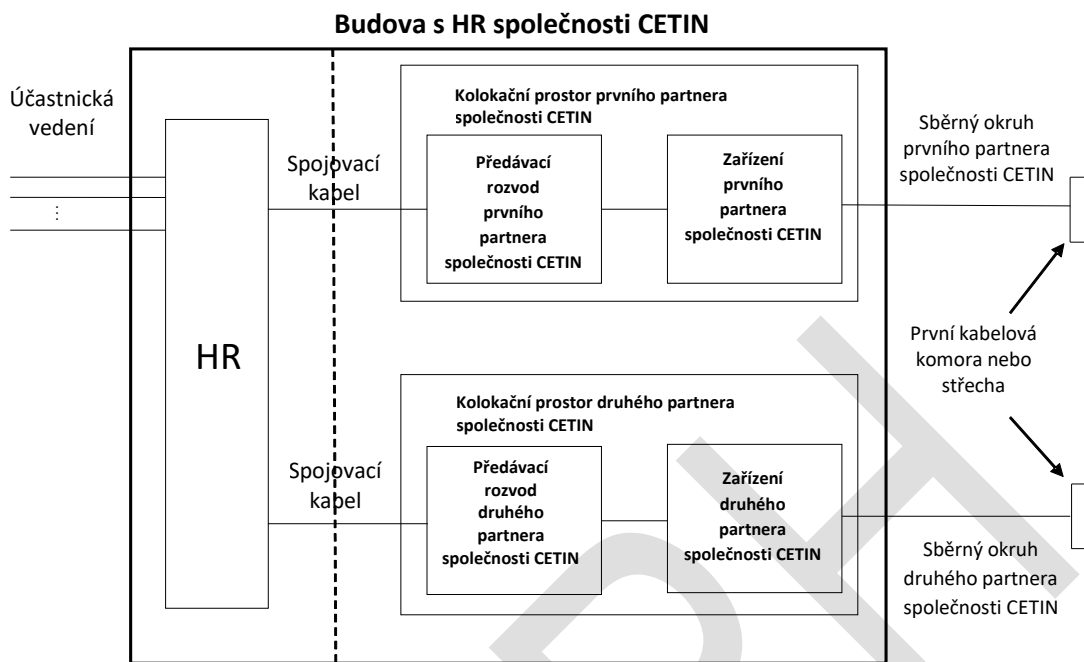 Budova s HR společnosti CETIN
Účastnická
vedení
⋮
HR
Spojovací
kabel
Kolokační prostor prvního partnera
společnosti CETIN
Předávací
rozvod
prvního
partnera
společnosti CETIN
Zařízení
prvního
partnera
společnosti CETIN
Sběrný okruh
prvního partnera
společnosti CETIN
První kabelová
komora nebo
střecha
Spojovací
kabel
Kolokační prostor druhého partnera
společnosti CETIN
Předávací
rozvod
druhého
partnera
společnosti CETIN
Zařízení
druhého
partnera
společnosti CETIN
Sběrný okruh
druhého partnera
společnosti CETIN